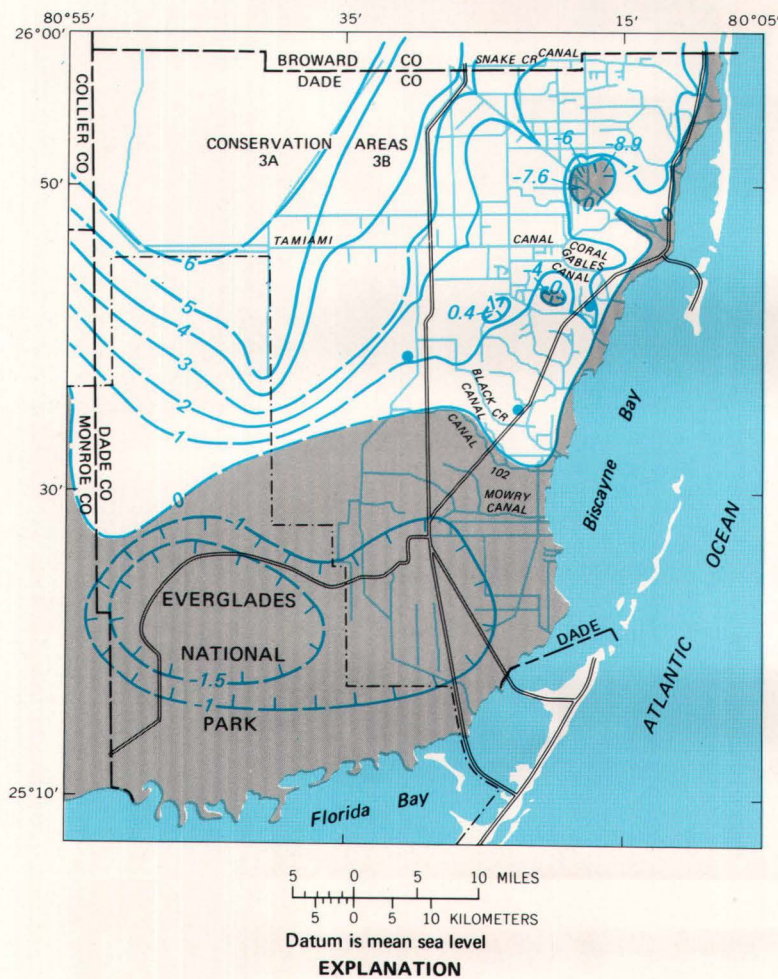 80°55'
35'
15'
80°05'
26°00'
BROWARD CO
DADE CO
SNAKE CR CANAL
COLLIER CO
CONSERVATION AREAS
3A 3B
-6
-8.9
-7.6
1
0
0
50'
TAMIAMI CANAL
CORAL GABLES CANAL
6
5
4
3
2
1
-4
0
0.4
1
BLACK CR CANAL
CANAL 102
MOWRY CANAL
DADE CO
MONROE CO
30'
0
-1
EVERGLADES
NATIONAL
PARK
-1.5
-1
Biscayne Bay
ATLANTIC OCEAN
DADE
25°10'
Florida Bay
5 0 5 10 MILES
5 0 5 10 KILOMETERS
Datum is mean sea level
EXPLANATION